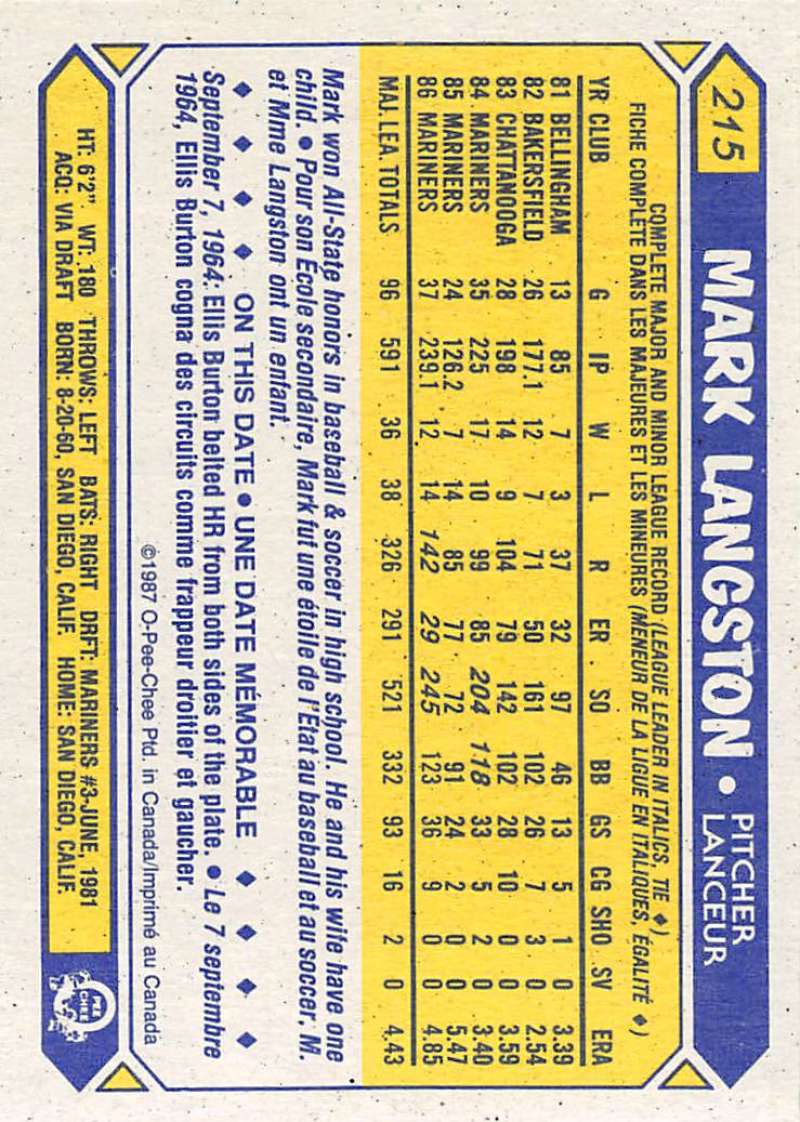 215
MARK LANGSTON • PITCHER
LANCEUR
COMPLETE MAJOR AND MINOR LEAGUE RECORD (LEAGUE LEADER IN ITALICS, TIE ♦)
FICHE COMPLÈTE DANS LES MAJEURES ET LES MINEURES (MENEUR DE LA LIGUE EN ITALIQUES, ÉGALITÉ ♦)
YR CLUB G IP W L R ER SO BB GS CG SHO SV ERA
81 BELLINGHAM 13 85 7 3 37 32 97 46 13 5 1 0 3.39
82 BAKERSFIELD 26 177.1 12 7 71 50 161 102 26 7 3 0 2.54
83 CHATTANOOGA 28 198 14 9 104 79 142 102 28 10 0 0 3.59
84 MARINERS 35 225 17 10 99 85 204 118 33 5 2 0 3.40
85 MARINERS 24 126.2 7 14 85 77 72 91 24 2 0 0 5.47
86 MARINERS 37 239.1 12 14 142 29 245 123 36 9 0 0 4.85
MAJ. LEA. TOTALS 96 591 36 38 326 291 521 332 93 16 2 0 4.43
Mark won All-State honors in baseball & soccer in high school. He and his wife have one
child. • Pour son École secondaire, Mark fut une étoile de l'État au baseball et au soccer. M.
et Mme Langston ont un enfant.
♦ ♦ ♦ ♦ ON THIS DATE • UNE DATE MÉMORABLE ♦ ♦ ♦ ♦
September 7, 1964: Ellis Burton belted HR from both sides of the plate. • Le 7 septembre
1964, Ellis Burton cogna des circuits comme frappeur droitier et gaucher.
©1987 O-Pee-Chee Ptd. in Canada/Imprimé au Canada
HT: 6'2" WT: 180 THROWS: LEFT BATS: RIGHT DRFT: MARINERS #3-JUNE, 1981
ACQ: VIA DRAFT BORN: 8-20-60, SAN DIEGO, CALIF. HOME: SAN DIEGO, CALIF.
O
PEE
CHEE